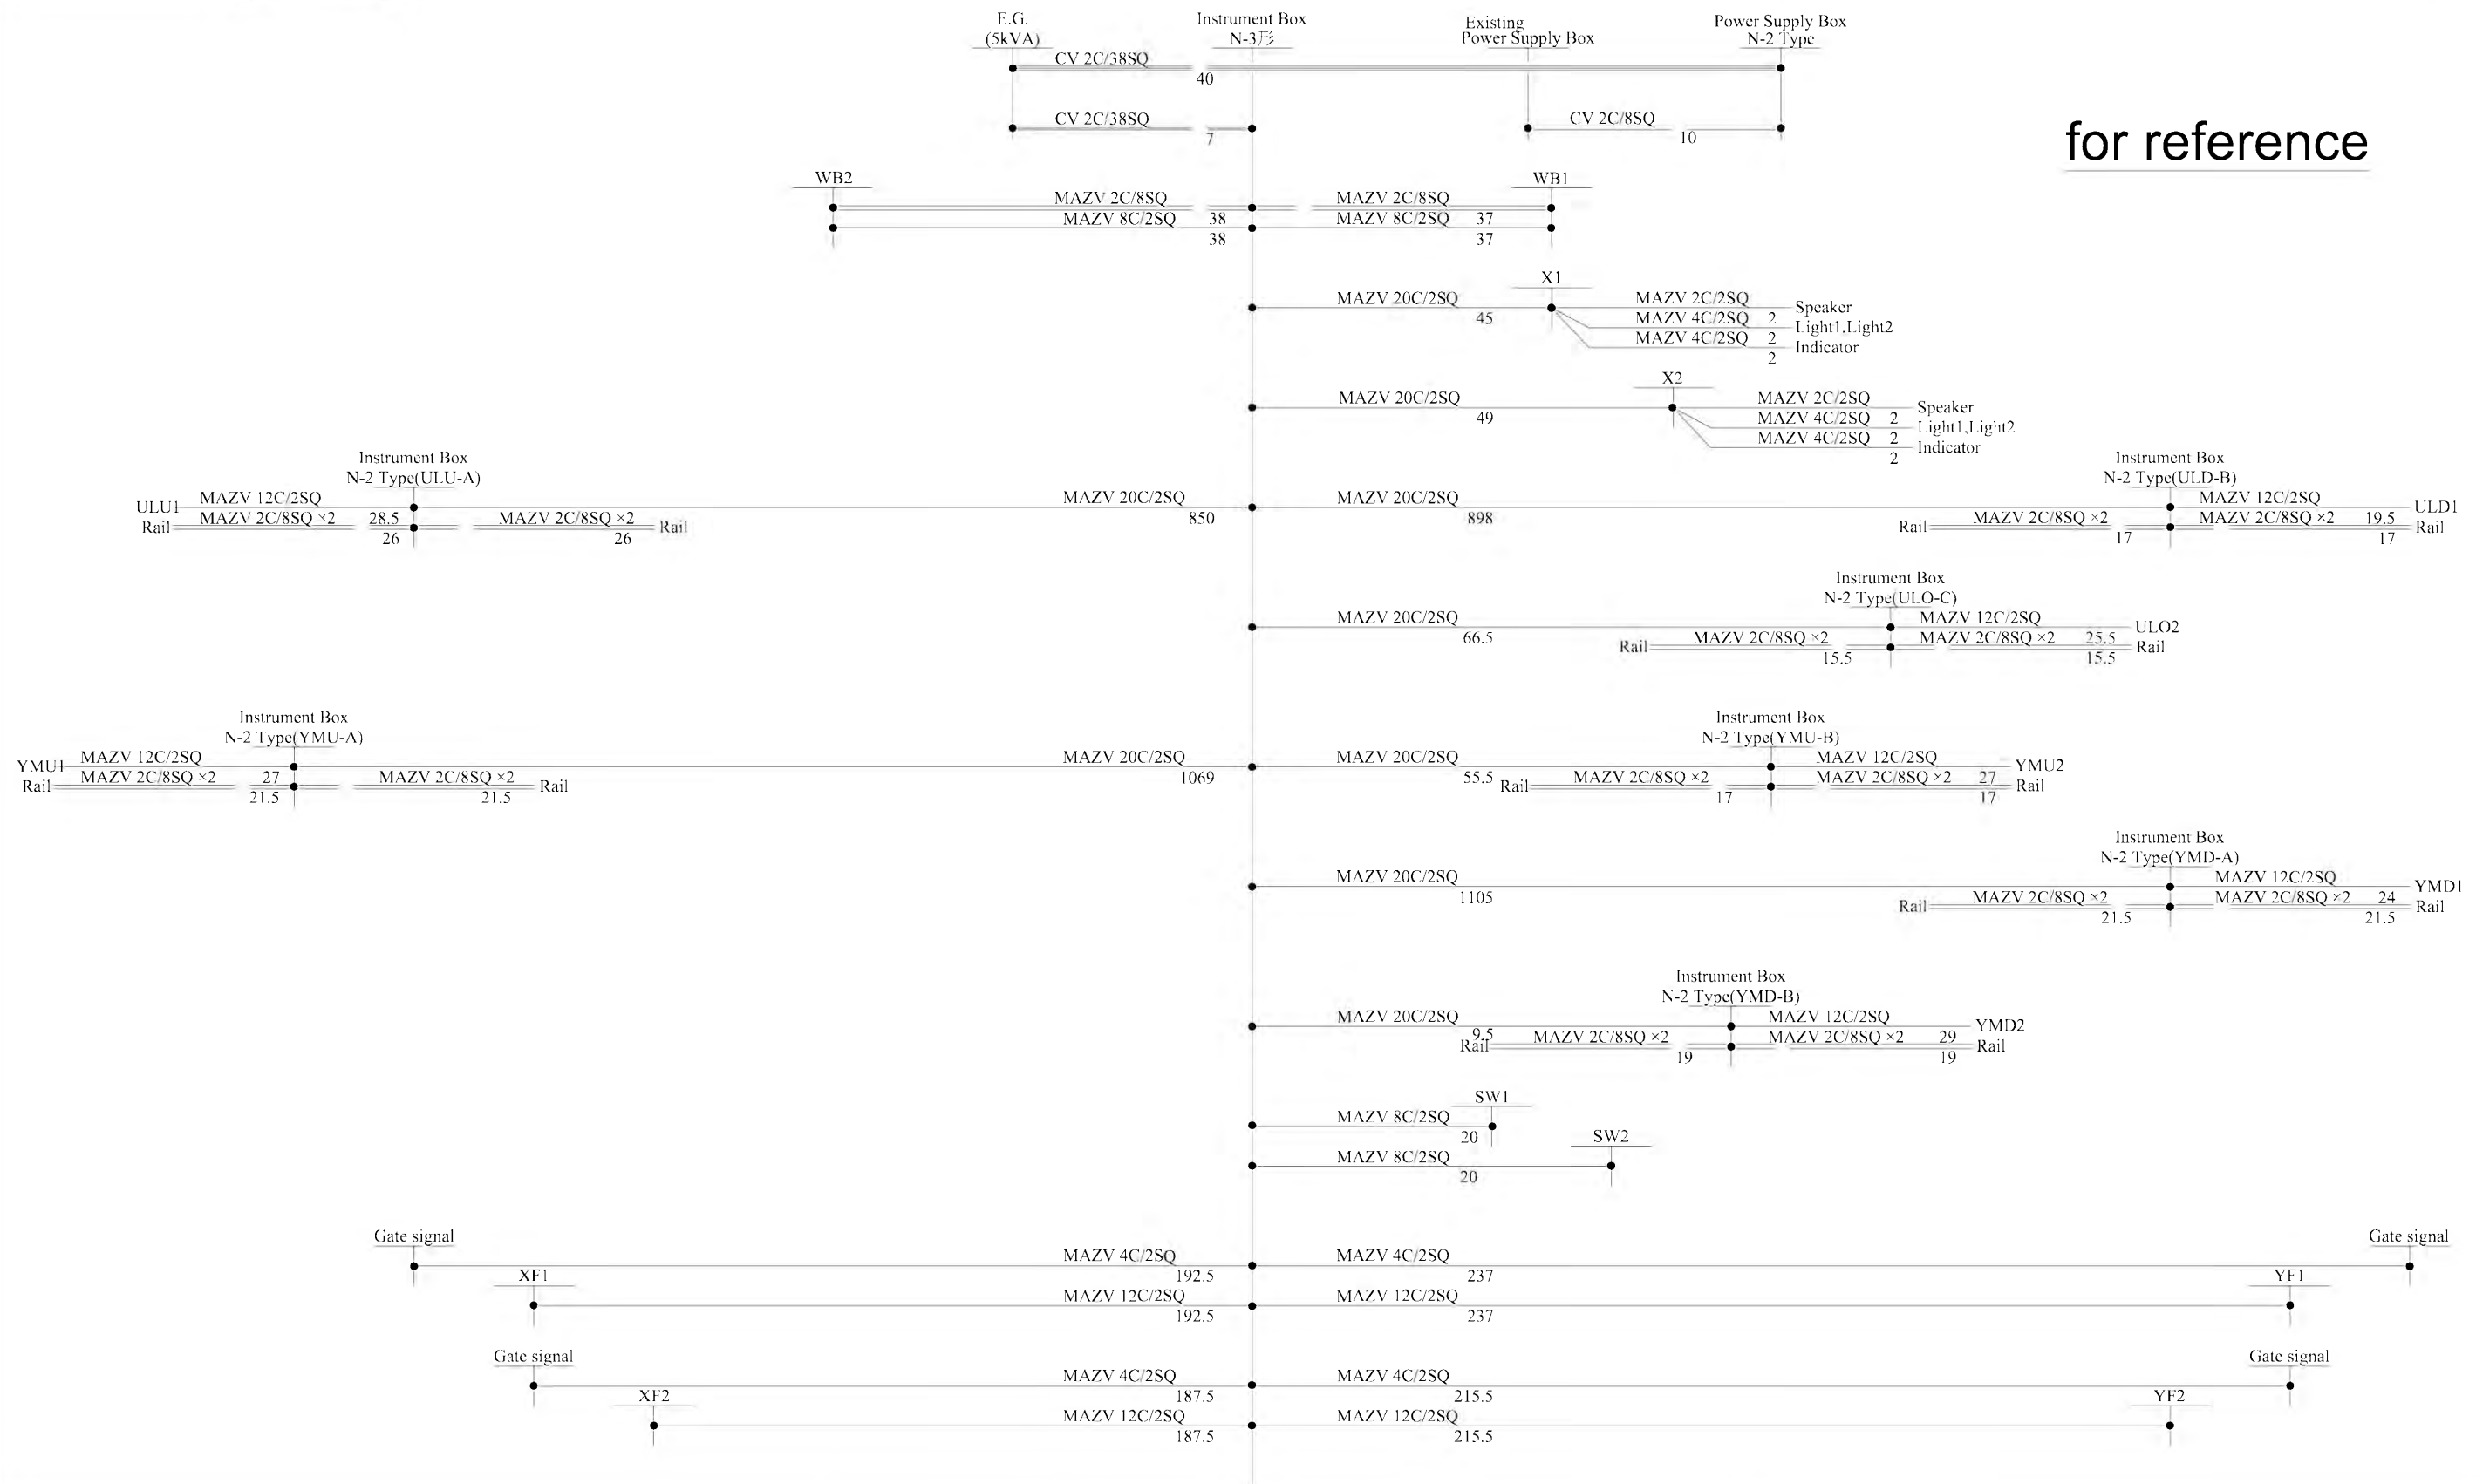 E.G.
(5kVA)
Instrument Box
N-3形
Existing
Power Supply Box
Power Supply Box
N-2 Type
CV 2C/38SQ
40
CV 2C/38SQ
7
CV 2C/8SQ
10
for reference
WB2
WB1
MAZV 2C/8SQ
38
MAZV 2C/8SQ
37
MAZV 8C/2SQ
38
MAZV 8C/2SQ
37
X1
MAZV 20C/2SQ
45
MAZV 2C/2SQ
2
Speaker
MAZV 4C/2SQ
2
Light1,Light2
MAZV 4C/2SQ
2
Indicator
X2
MAZV 20C/2SQ
49
MAZV 2C/2SQ
2
Speaker
MAZV 4C/2SQ
2
Light1,Light2
MAZV 4C/2SQ
2
Indicator
Instrument Box
N-2 Type(ULU-A)
Instrument Box
N-2 Type(ULD-B)
ULU1
MAZV 12C/2SQ
28.5
MAZV 20C/2SQ
850
MAZV 20C/2SQ
898
MAZV 12C/2SQ
19.5
ULD1
Rail
MAZV 2C/8SQ ×2
26
MAZV 2C/8SQ ×2
26
Rail
Rail
MAZV 2C/8SQ ×2
17
MAZV 2C/8SQ ×2
17
Rail
Instrument Box
N-2 Type(ULO-C)
MAZV 20C/2SQ
66.5
MAZV 12C/2SQ
25.5
ULO2
Rail
MAZV 2C/8SQ ×2
15.5
MAZV 2C/8SQ ×2
15.5
Rail
Instrument Box
N-2 Type(YMU-A)
Instrument Box
N-2 Type(YMU-B)
YMU1
MAZV 12C/2SQ
27
MAZV 20C/2SQ
1069
MAZV 20C/2SQ
55.5
MAZV 12C/2SQ
27
YMU2
Rail
MAZV 2C/8SQ ×2
21.5
MAZV 2C/8SQ ×2
21.5
Rail
Rail
MAZV 2C/8SQ ×2
17
MAZV 2C/8SQ ×2
17
Rail
Instrument Box
N-2 Type(YMD-A)
MAZV 20C/2SQ
1105
MAZV 12C/2SQ
24
YMD1
Rail
MAZV 2C/8SQ ×2
21.5
MAZV 2C/8SQ ×2
21.5
Rail
Instrument Box
N-2 Type(YMD-B)
MAZV 20C/2SQ
9.5
MAZV 12C/2SQ
29
YMD2
Rail
MAZV 2C/8SQ ×2
19
MAZV 2C/8SQ ×2
19
Rail
SW1
MAZV 8C/2SQ
20
SW2
MAZV 8C/2SQ
20
Gate signal
Gate signal
MAZV 4C/2SQ
192.5
MAZV 4C/2SQ
237
XF1
YF1
MAZV 12C/2SQ
192.5
MAZV 12C/2SQ
237
Gate signal
Gate signal
MAZV 4C/2SQ
187.5
MAZV 4C/2SQ
215.5
XF2
YF2
MAZV 12C/2SQ
187.5
MAZV 12C/2SQ
215.5